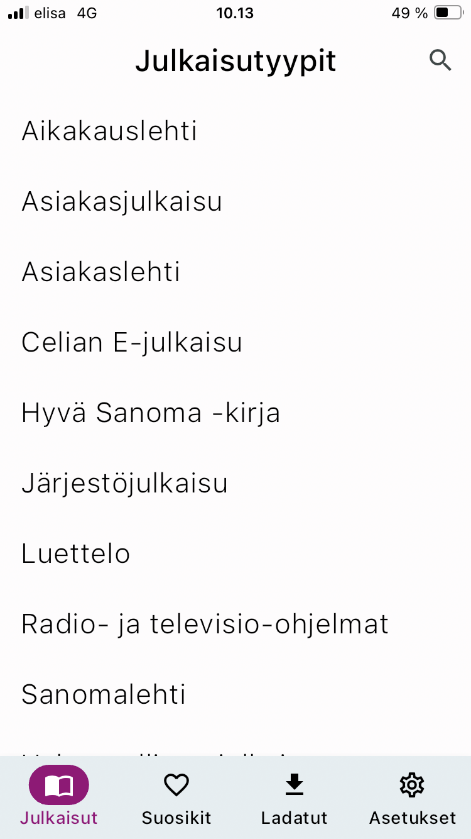 elisa 4G 10.13 49 %
Julkaisutyypit
Aikakauslehti
Asiakasjulkaisu
Asiakaslehti
Celian E-julkaisu
Hyvä Sanoma -kirja
Järjestöjulkaisu
Luettelo
Radio- ja televisio-ohjelmat
Sanomalehti
Julkaisut Suosikit Ladatut Asetukset